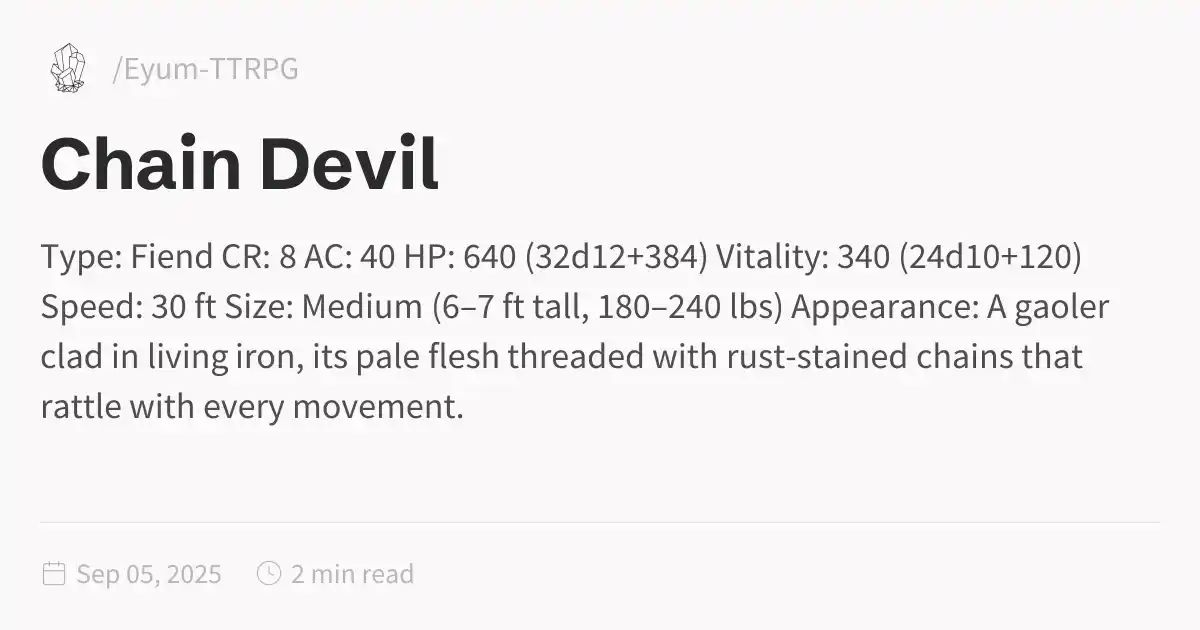 /Eyum-TTRPG
Chain Devil
Type: Fiend CR: 8 AC: 40 HP: 640 (32d12+384) Vitality: 340 (24d10+120)
Speed: 30 ft Size: Medium (6–7 ft tall, 180–240 lbs) Appearance: A gaoler
clad in living iron, its pale flesh threaded with rust-stained chains that
rattle with every movement.
Sep 05, 2025 2 min read